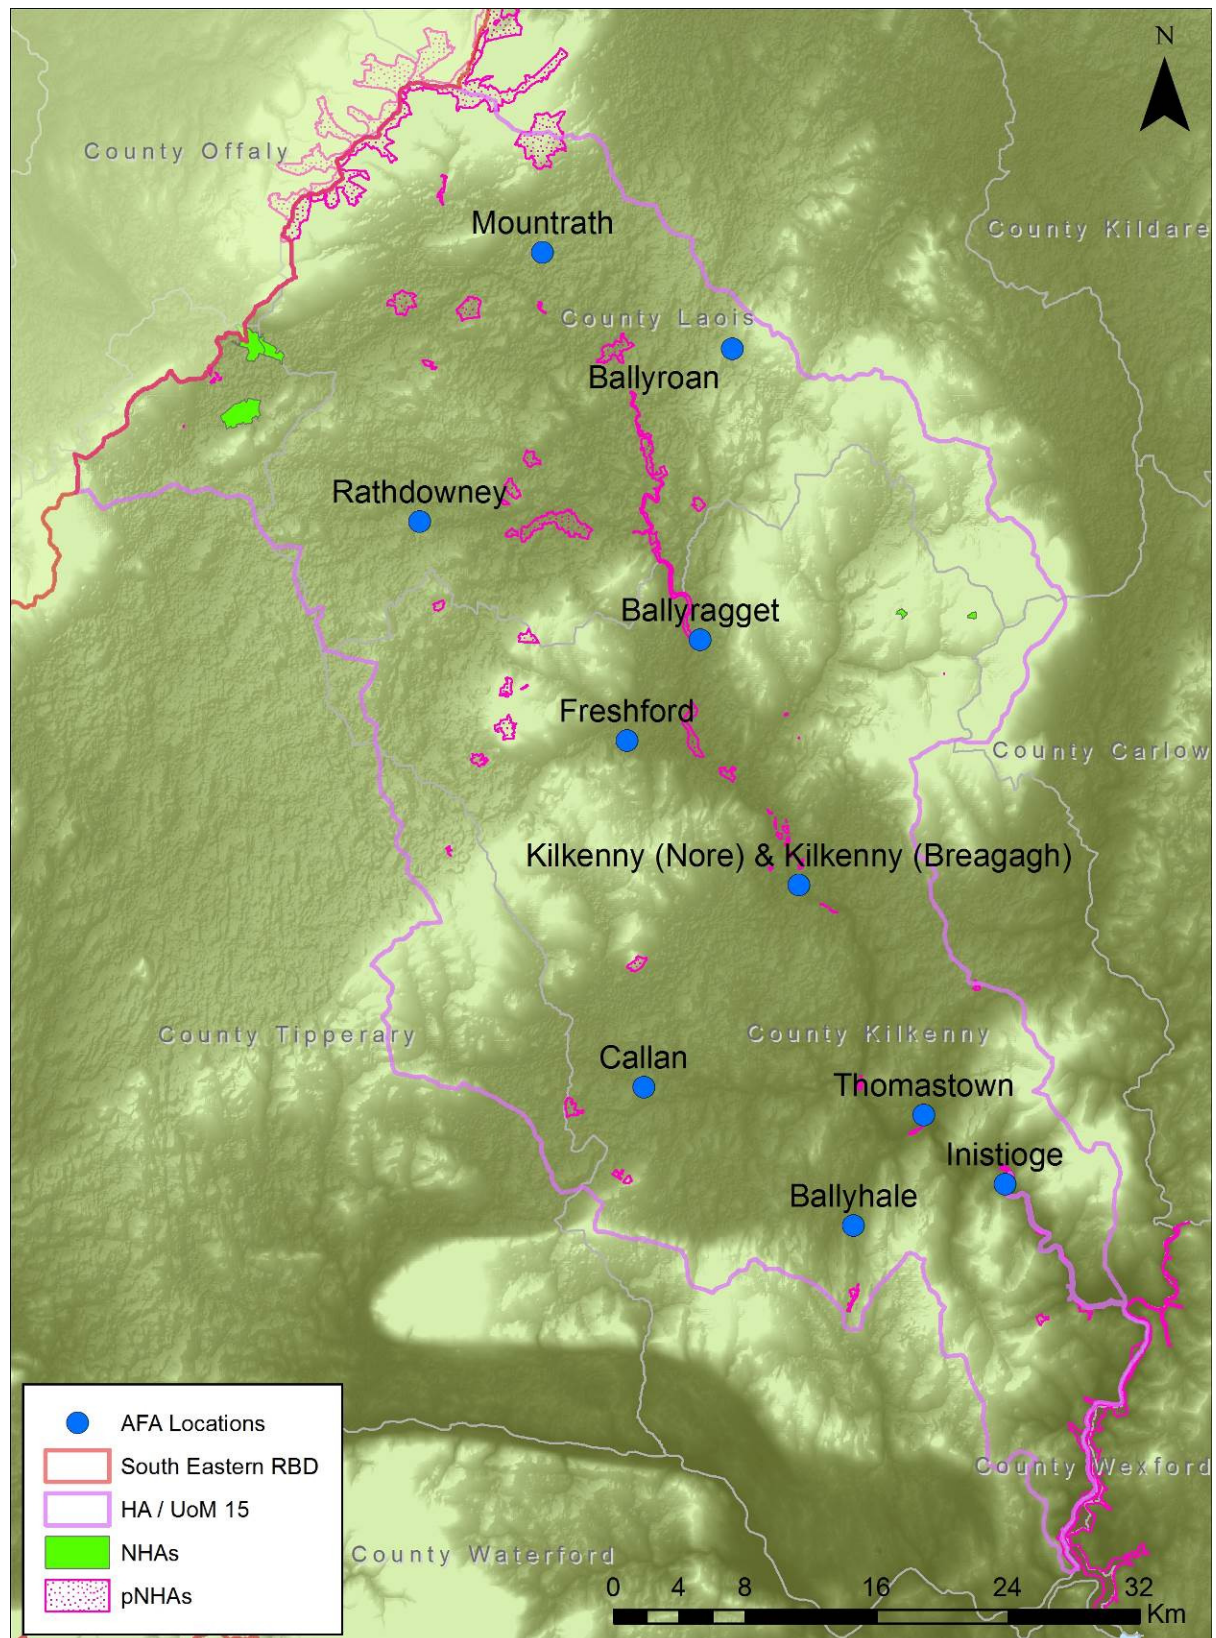 N
County Offaly
Mountrath
County Kildare
County Laois
Ballyroan
Rathdowney
Ballyragget
Freshford
County Carlow
Kilkenny (Nore) & Kilkenny (Breagagh)
County Tipperary
County Kilkenny
Callan
Thomastown
Inistioge
Ballyhale
AFA Locations
South Eastern RBD
County Wexford
HA / UoM 15
NHAs
County Waterford
pNHAs
0 4 8 16 24 32
Km